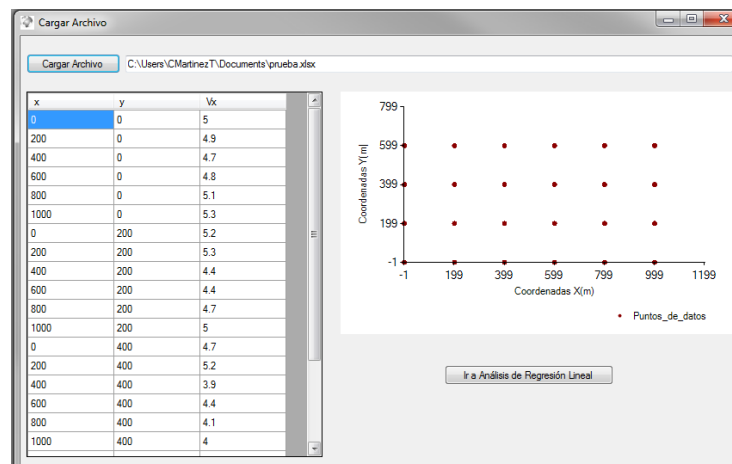 Cargar Archivo
Cargar Archivo C:\Users\CMartinezT\Documents\prueba.xlsx
x y Vx
0 0 5
200 0 4.9
400 0 4.7
600 0 4.8
800 0 5.1
1000 0 5.3
0 200 5.2
200 200 5.3
400 200 4.4
600 200 4.4
800 200 4.7
1000 200 5
0 400 4.7
200 400 5.2
400 400 3.9
600 400 4.4
800 400 4.1
1000 400 4
799
599
399
199
-1
Coordenadas Y(m)
-1 199 399 599 799 999 1199
Coordenadas X(m)
Puntos_de_datos
Ir a Análisis de Regresión Lineal